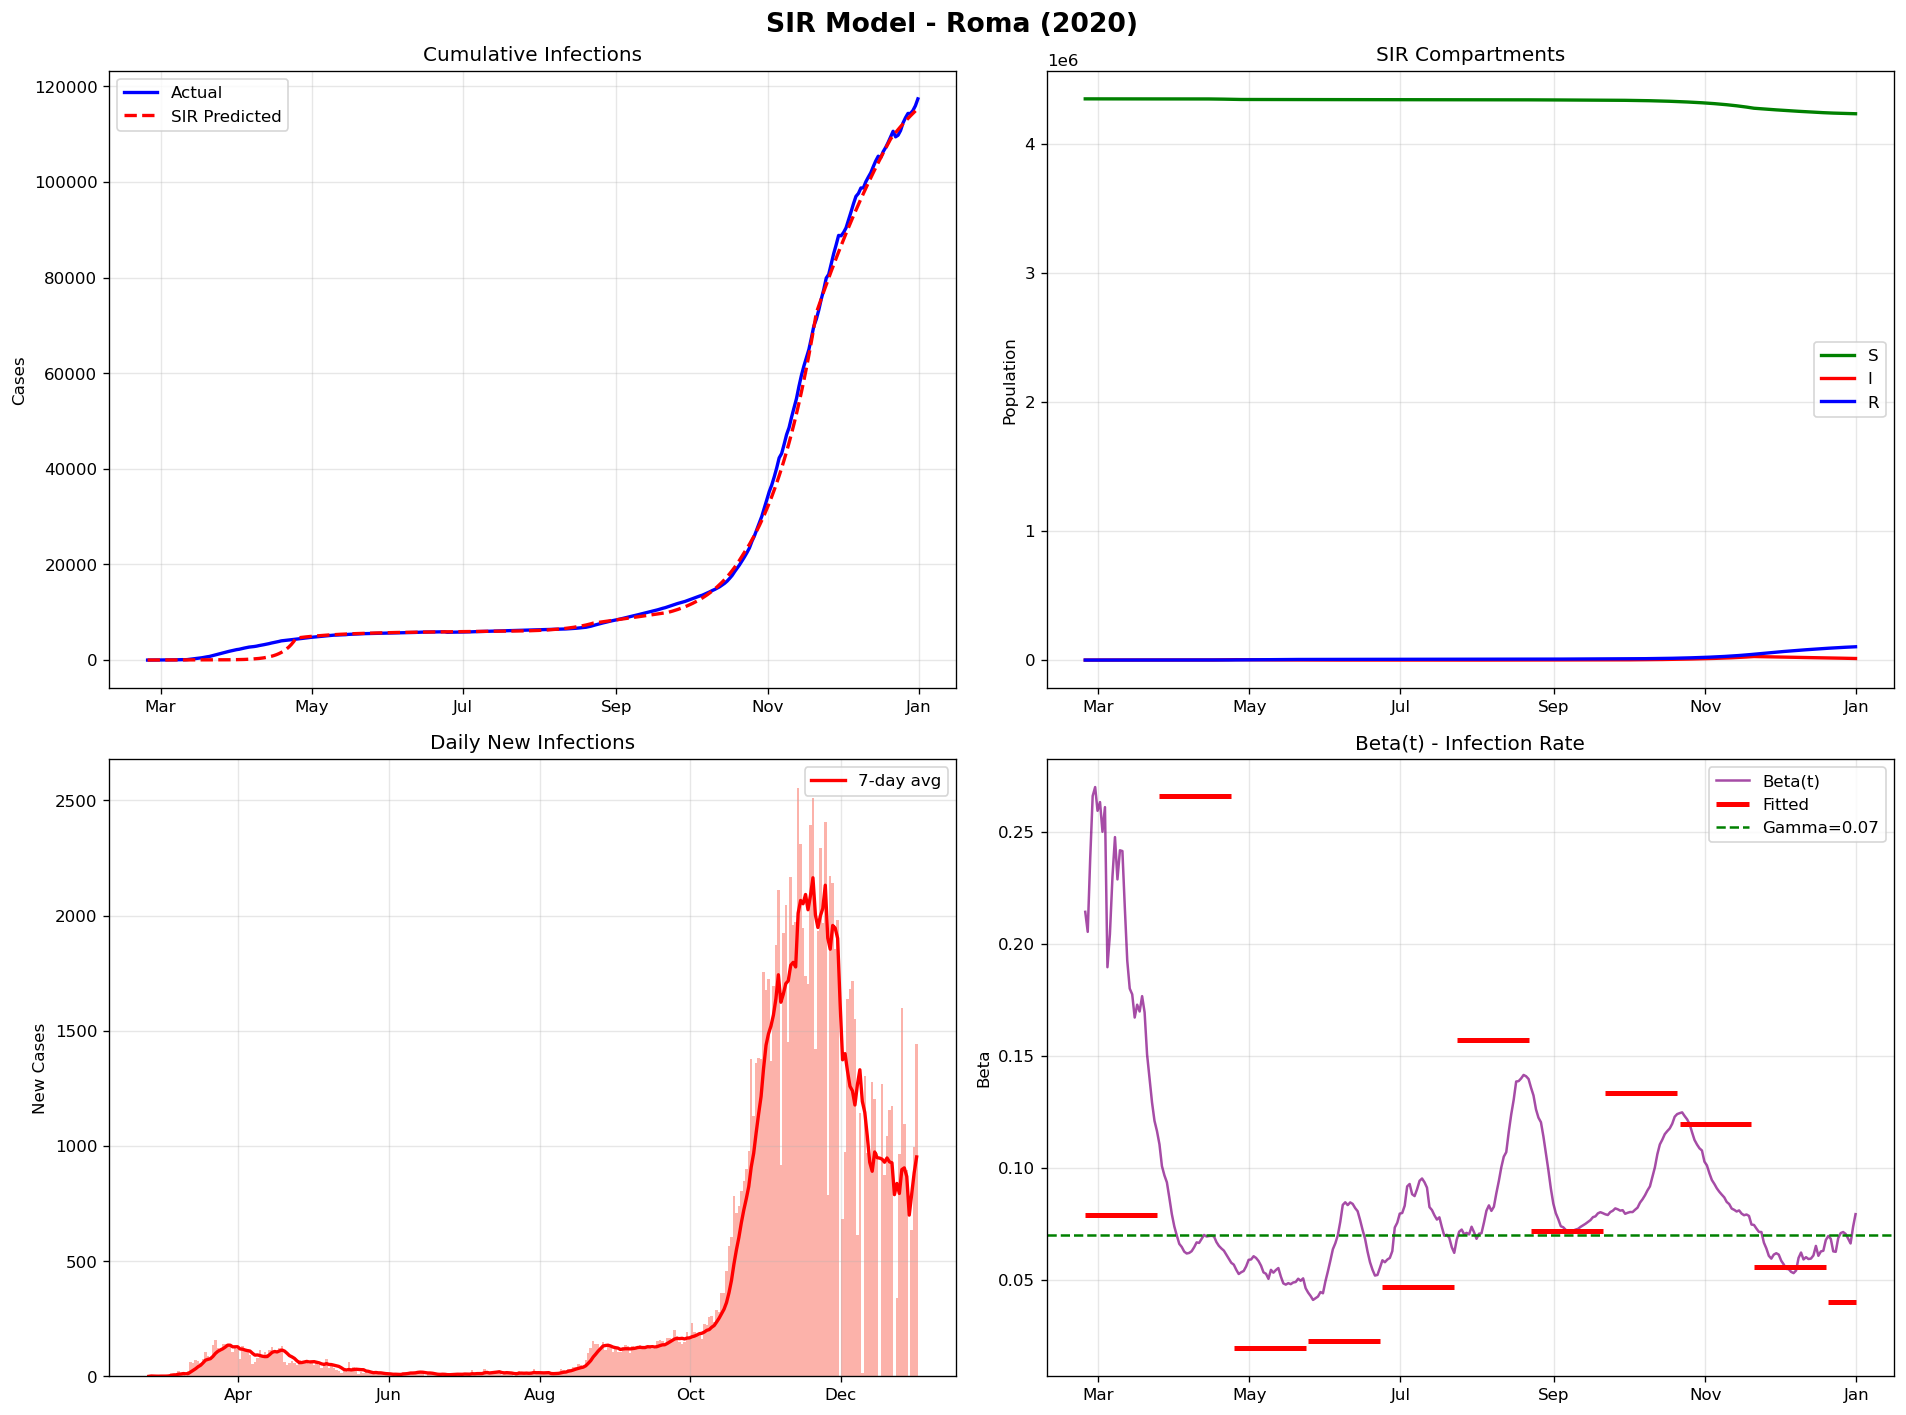 SIR Model - Roma (2020)
Cumulative Infections
Actual
SIR Predicted
Cases
120000
100000
80000
60000
40000
20000
0
Mar May Jul Sep Nov Jan
SIR Compartments
1e6
S
I
R
Population
4
3
2
1
0
Mar May Jul Sep Nov Jan
Daily New Infections
7-day avg
New Cases
2500
2000
1500
1000
500
0
Apr Jun Aug Oct Dec
Beta(t) - Infection Rate
Beta(t)
Fitted
Gamma=0.07
Beta
0.25
0.20
0.15
0.10
0.05
Mar May Jul Sep Nov Jan